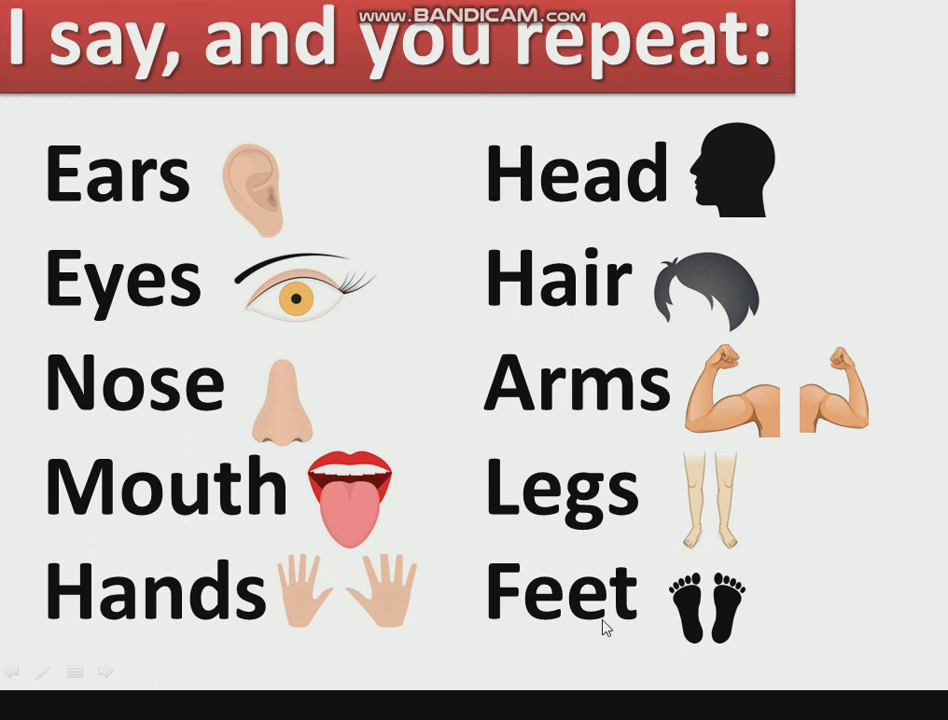 www.BANDICAM.com
I say, and you repeat:
Ears
Eyes
Nose
Mouth
Hands
Head
Hair
Arms
Legs
Feet